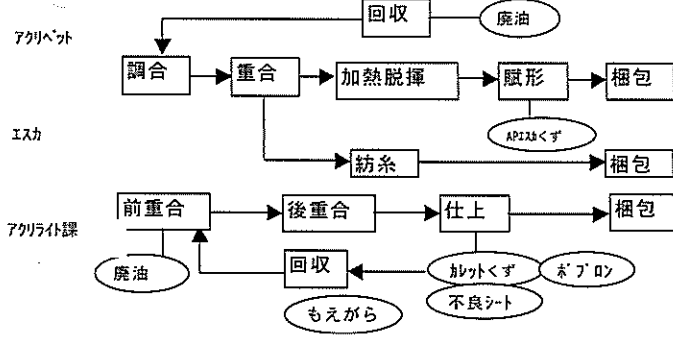 回収
廃油
アクリペット
調合
重合
加熱脱揮
賦形
梱包
APIスカくず
エスカ
紡糸
梱包
アクリライト課
前重合
後重合
仕上
梱包
廃油
回収
カレットくず
ポプロン
不良シート
もえがら